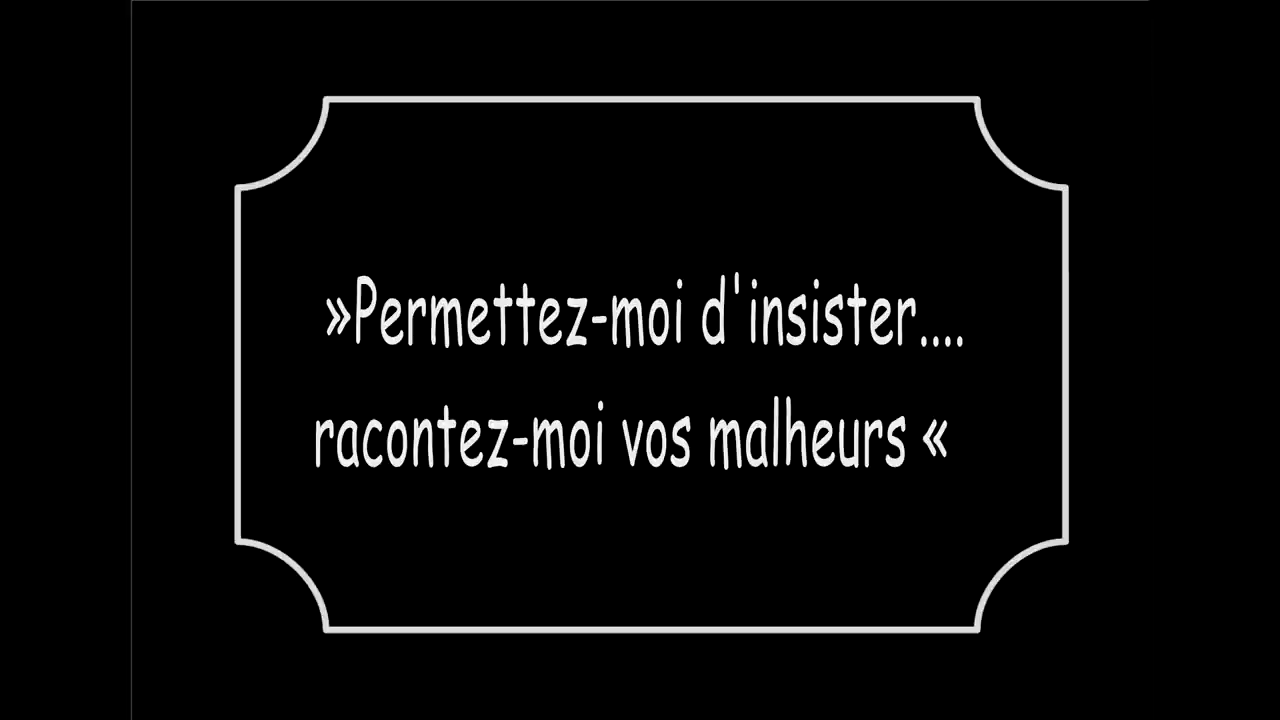 »Permettez-moi d'insister....
racontez-moi vos malheurs «